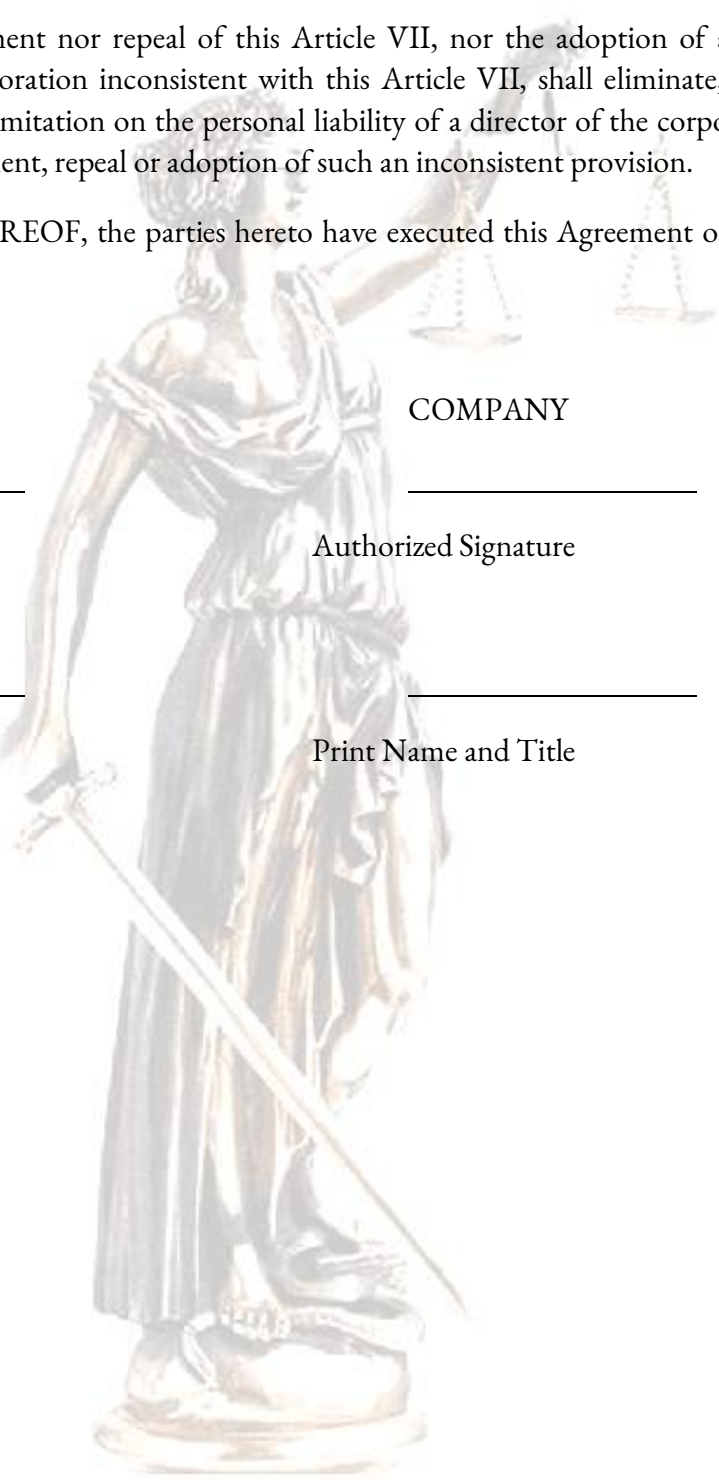 nent nor repeal of this Article VII, nor the adoption of
oration inconsistent with this Article VII, shall eliminate,
mitation on the personal liability of a director of the corpo
ent, repeal or adoption of such an inconsistent provision.
REOF, the parties hereto have executed this Agreement o
COMPANY
Authorized Signature
Print Name and Title